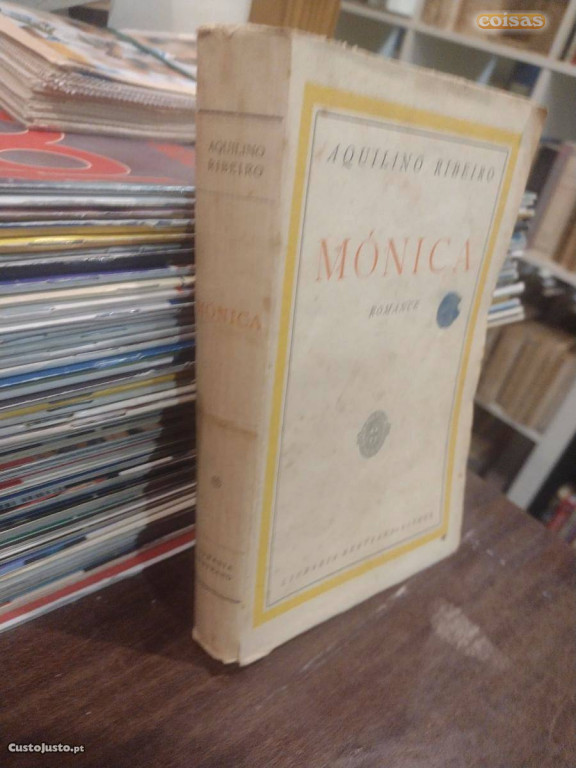 coisas
AQUILINO
RIBEIRO
MÓNICA
AQUILINO RIBEIRO
MÓNICA
ROMANCE
CustoJusto.pt